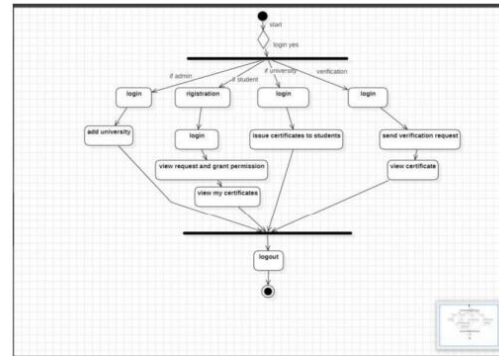 start
login yes
if admin
if student
if university
verification
login
rigistration
login
login
add university
login
issue certificates to students
send verification request
view request and grant permission
view certificate
view my certificates
logout